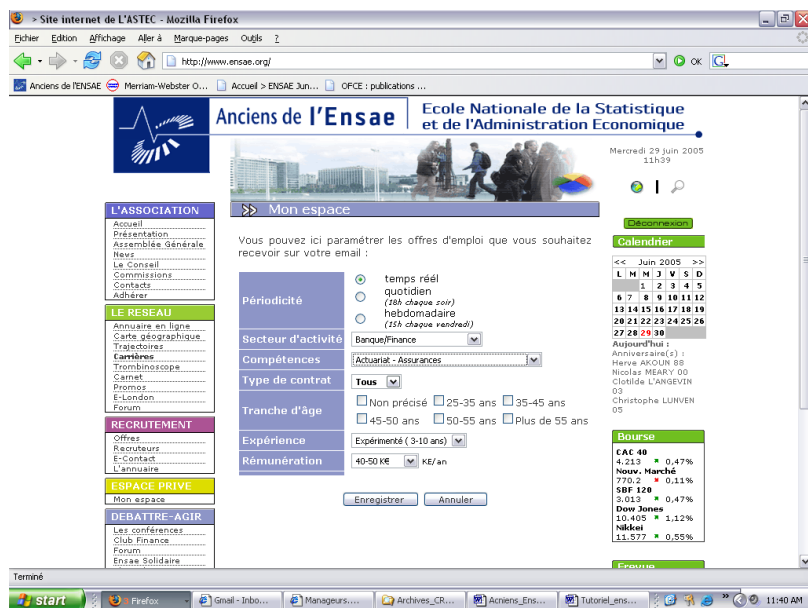 > Site internet de L'ASTEC - Mozilla Firefox
Fichier Edition Affichage Aller à Marque-pages Outils ?
http://www.ensae.org/
OK
Anciens de l'ENSAE Merriam-Webster O... Accueil > ENSAE Jun... OFCE : publications ...
Anciens de l'Ensae
Ecole Nationale de la Statistique
et de l'Administration Economique
Mercredi 29 juin 2005
11h39
L'ASSOCIATION
Accueil
Présentation
Assemblée Générale
News
Le Conseil
Commissions
Contacts
Adhérer
LE RESEAU
Annuaire en ligne
Carte géographique
Trajectoires
Carrières
Trombinoscope
Carnet
Promos
E-London
Forum
RECRUTEMENT
Offres
Recruteurs
E-Contact
L'annuaire
ESPACE PRIVE
Mon espace
DEBATTRE-AGIR
Les conférences
Club Finance
Forum
Ensae Solidaire
Mon espace
Vous pouvez ici paramétrer les offres d'emploi que vous souhaitez
recevoir sur votre email :
Périodicité
temps réél
quotidien
(18h chaque soir)
hebdomadaire
(15h chaque vendredi)
Secteur d'activité Banque/Finance
Compétences Actuariat - Assurances
Type de contrat Tous
Tranche d'âge
Non précisé 25-35 ans 35-45 ans
45-50 ans 50-55 ans Plus de 55 ans
Expérience Expérimenté ( 3-10 ans)
Rémunération 40-50 K€ KE/an
Enregistrer Annuler
Déconnexion
Calendrier
<< Juin 2005 >>
L M M J V S D
1 2 3 4 5
6 7 8 9 10 11 12
13 14 15 16 17 18 19
20 21 22 23 24 25 26
27 28 29 30
Aujourd'hui :
Anniversaire(s) :
Herve AKOUN 88
Nicolas MEARY 00
Clotilde L'ANGEVIN
03
Christophe LUNVEN
05
Bourse
CAC 40
4.213 0,47%
Nouv. Marché
770.2 0,11%
SBF 120
3.013 0,47%
Dow Jones
10.405 1,12%
Nikkei
11.577 0,55%
Terminé
start Firefox Gmail - Inbo... Manageurs.... Archives_CR... Acniens_Ens... Tutoriel_ens... 11:40 AM